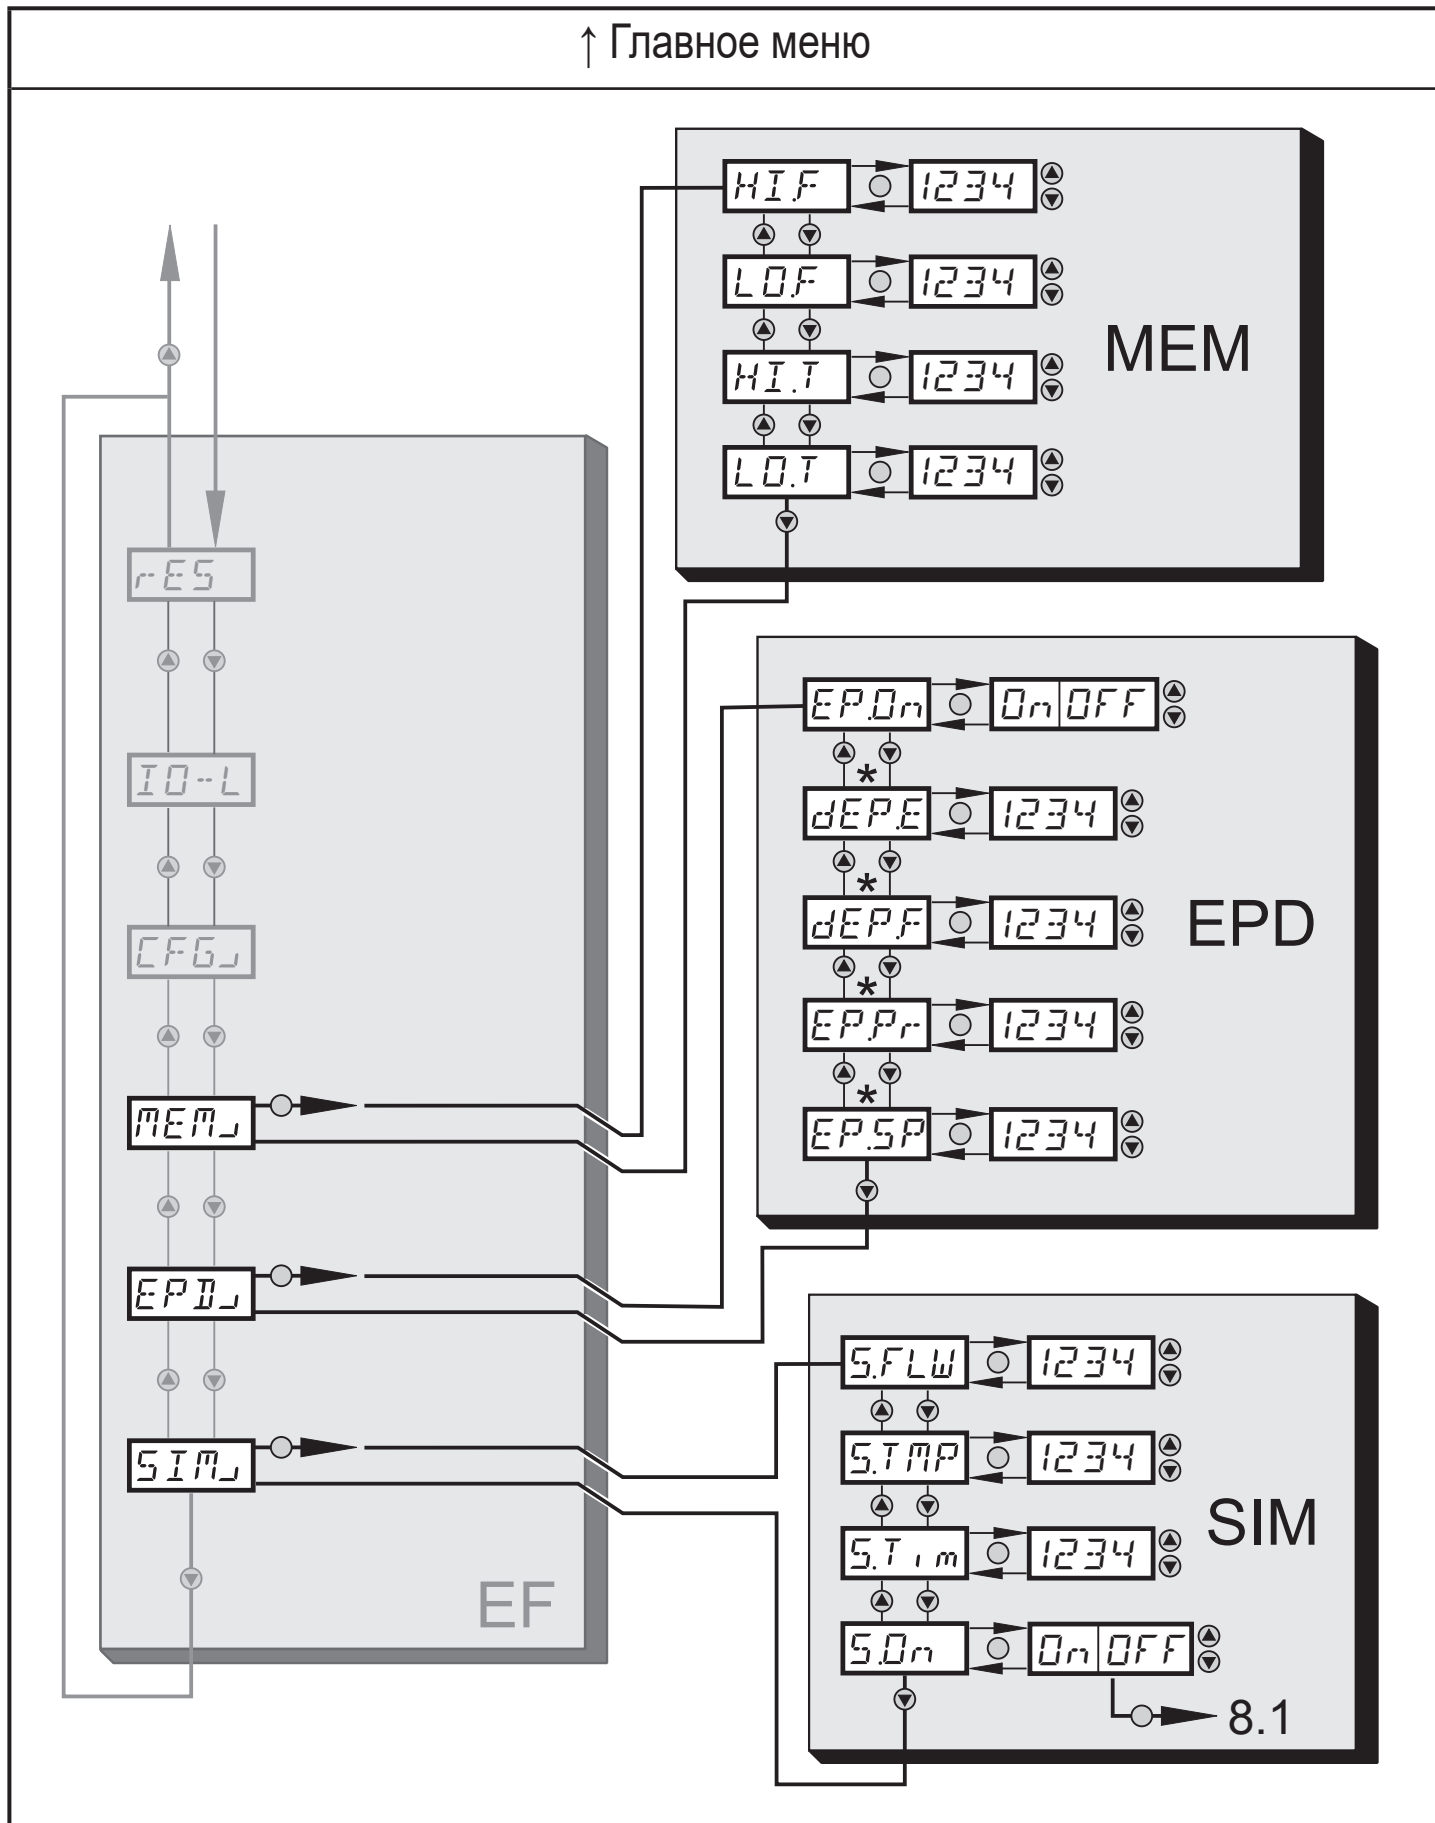 ↑ Главное меню
HI.F 1234
LO.F 1234
HI.T 1234
LO.T 1234
MEM
rES
IO-L
CFG
MEM
EPD
SIM
EF
EP.On On OFF
dEP.E 1234
*
dEP.F 1234
*
EP.Pr 1234
*
EP.SP 1234
*
EPD
S.FLW 1234
S.TMP 1234
S.Tim 1234
S.On On OFF
SIM
8.1